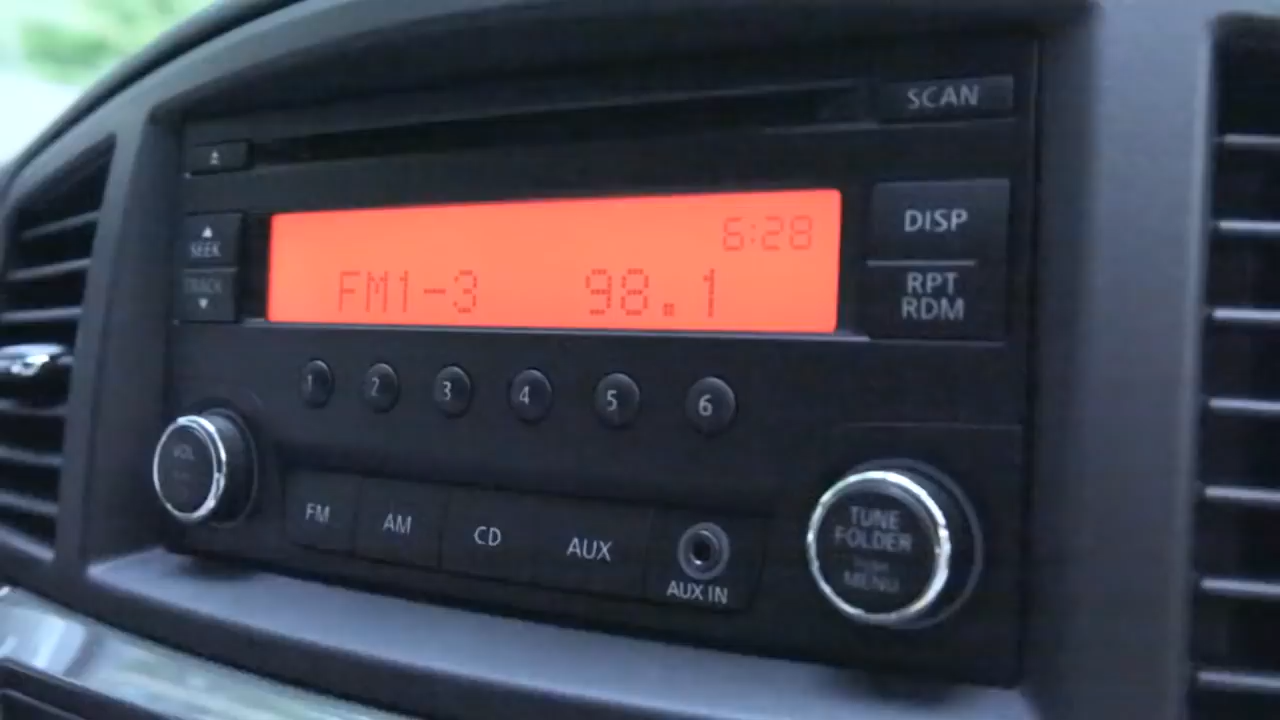 SCAN
SEEK
TRACK
6:28
FM1-3 98.1
DISP
RPT
RDM
1 2 3 4 5 6
VOL
FM AM CD AUX
AUX IN
TUNE
FOLDER
PUSH
MENU